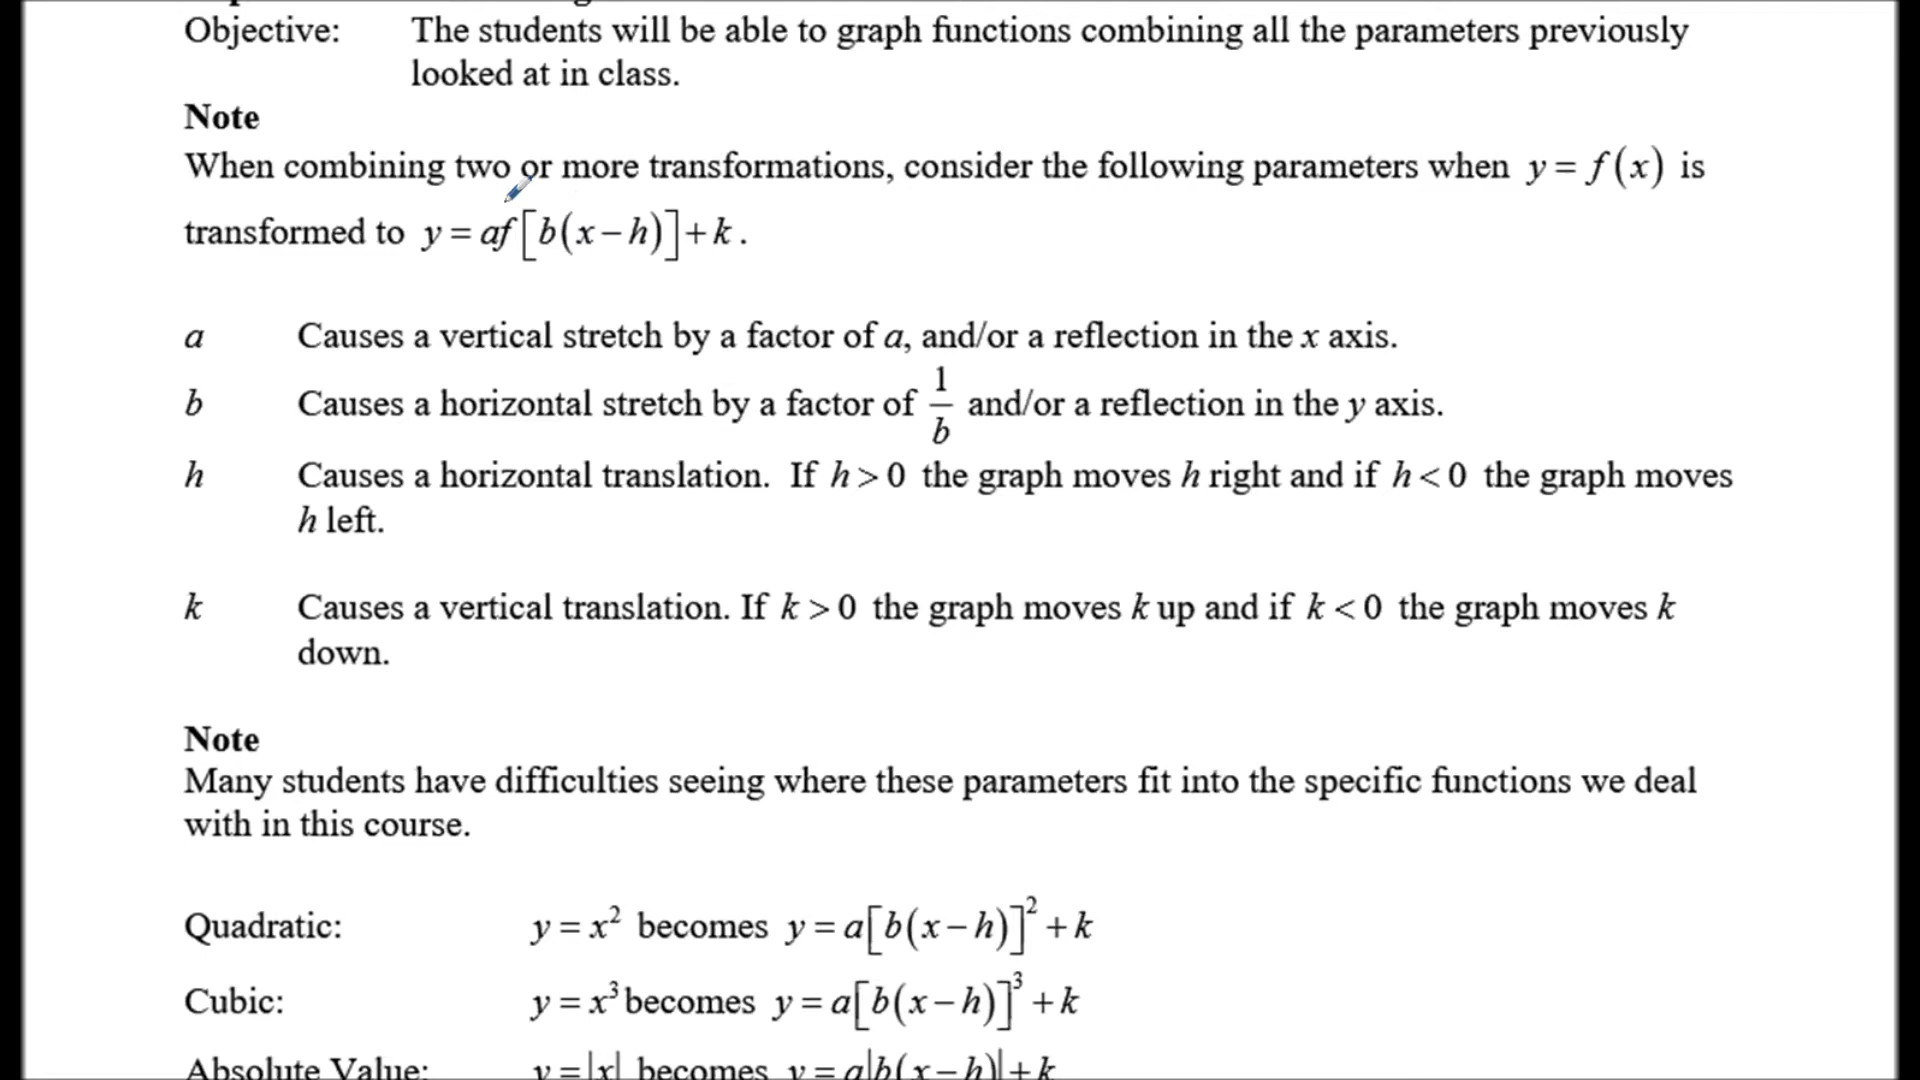 Objective: The students will be able to graph functions combining all the parameters previously
looked at in class.
Note
When combining two or more transformations, consider the following parameters when y = f(x) is
transformed to y = af[b(x−h)]+k.
a Causes a vertical stretch by a factor of a, and/or a reflection in the x axis.
b Causes a horizontal stretch by a factor of 1/b and/or a reflection in the y axis.
h Causes a horizontal translation. If h > 0 the graph moves h right and if h < 0 the graph moves
h left.
k Causes a vertical translation. If k > 0 the graph moves k up and if k < 0 the graph moves k
down.
Note
Many students have difficulties seeing where these parameters fit into the specific functions we deal
with in this course.
Quadratic: y = x² becomes y = a[b(x−h)]² + k
Cubic: y = x³ becomes y = a[b(x−h)]³ + k
Absolute Value: y = |x| becomes y = a|b(x−h)| + k